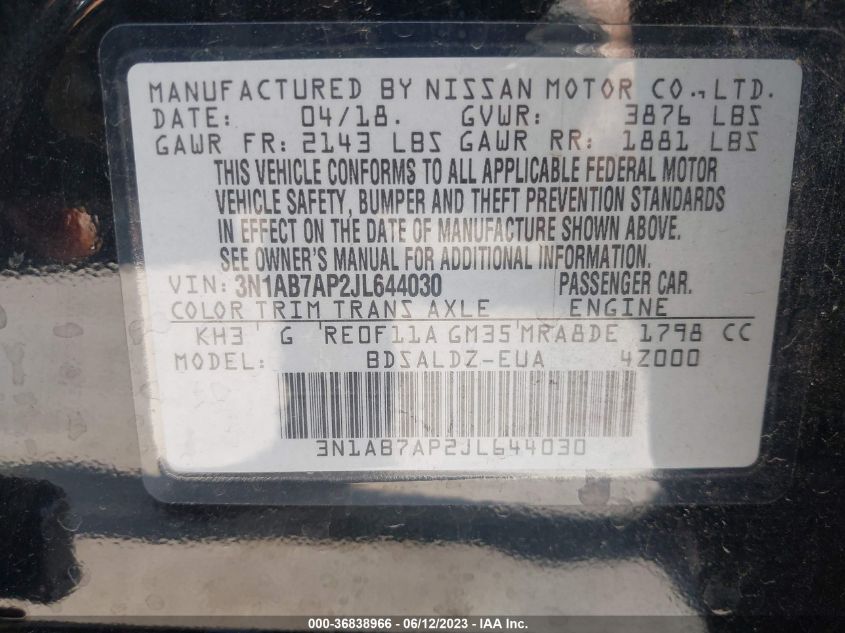 MANUFACTURED BY NISSAN MOTOR CO., LTD.
DATE: 04/18. GVWR: 3876 LBS
GAWR FR: 2143 LBS GAWR RR: 1881 LBS
THIS VEHICLE CONFORMS TO ALL APPLICABLE FEDERAL MOTOR
VEHICLE SAFETY, BUMPER AND THEFT PREVENTION STANDARDS
IN EFFECT ON THE DATE OF MANUFACTURE SHOWN ABOVE.
SEE OWNER'S MANUAL FOR ADDITIONAL INFORMATION.
VIN: 3N1AB7AP2JL644030 PASSENGER CAR.
COLOR TRIM TRANS AXLE ENGINE
KH3 G RE0F11A GM35 MRA8DE 1798 CC
MODEL: BDSALDZ-EUA 4Z000
3N1AB7AP2JL644030
000-36838966 - 06/12/2023 - IAA Inc.